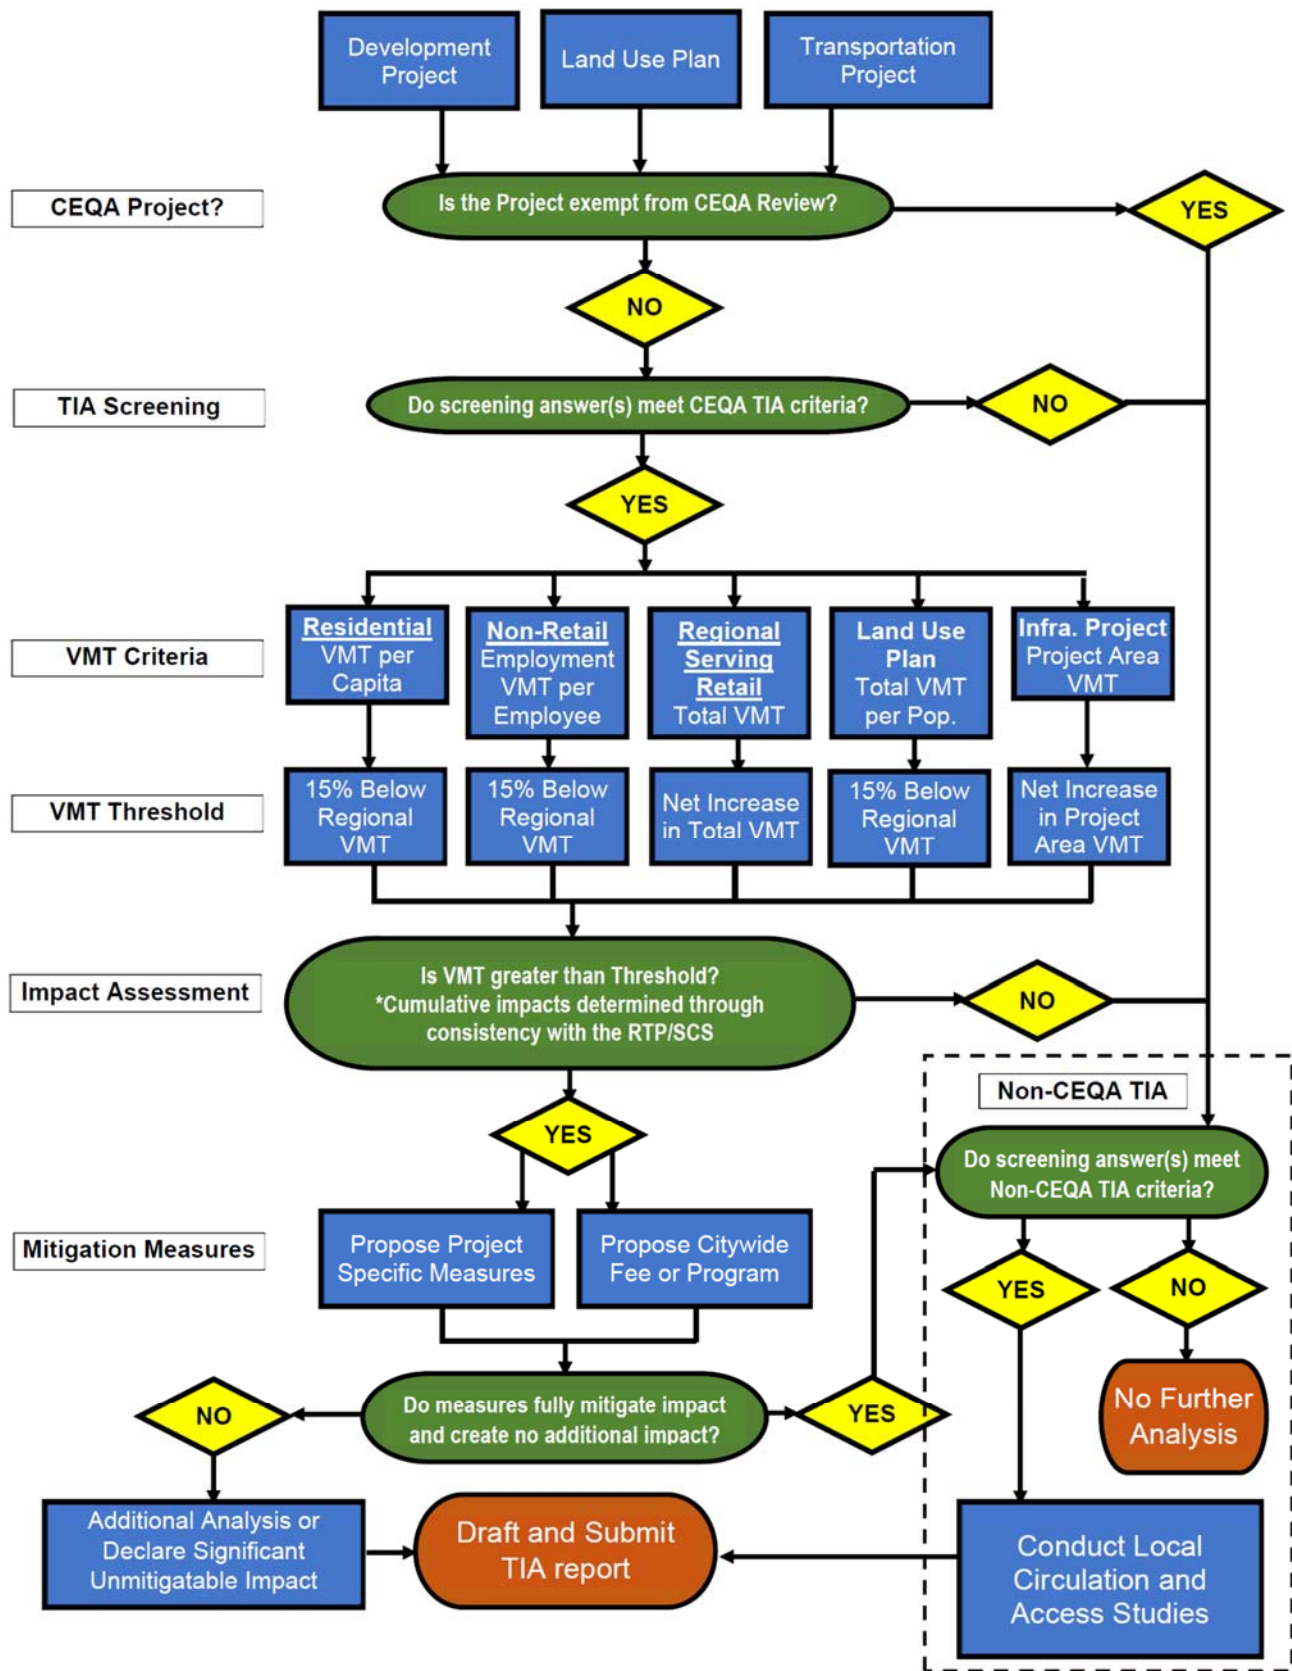 Development
Project
Land Use Plan
Transportation
Project
CEQA Project?
Is the Project exempt from CEQA Review?
YES
NO
TIA Screening
Do screening answer(s) meet CEQA TIA criteria?
NO
YES
VMT Criteria
Residential
VMT per
Capita
Non-Retail
Employment
VMT per
Employee
Regional
Serving
Retail
Total VMT
Land Use
Plan
Total VMT
per Pop.
Infra. Project
Project Area
VMT
VMT Threshold
15% Below
Regional
VMT
15% Below
Regional
VMT
Net Increase
in Total VMT
15% Below
Regional
VMT
Net Increase
in Project
Area VMT
Impact Assessment
Is VMT greater than Threshold?
*Cumulative impacts determined through
consistency with the RTP/SCS
NO
YES
Non-CEQA TIA
Do screening answer(s) meet
Non-CEQA TIA criteria?
YES
NO
No Further
Analysis
Mitigation Measures
Propose Project
Specific Measures
Propose Citywide
Fee or Program
Do measures fully mitigate impact
and create no additional impact?
NO
YES
Additional Analysis or
Declare Significant
Unmitigatable Impact
Draft and Submit
TIA report
Conduct Local
Circulation and
Access Studies